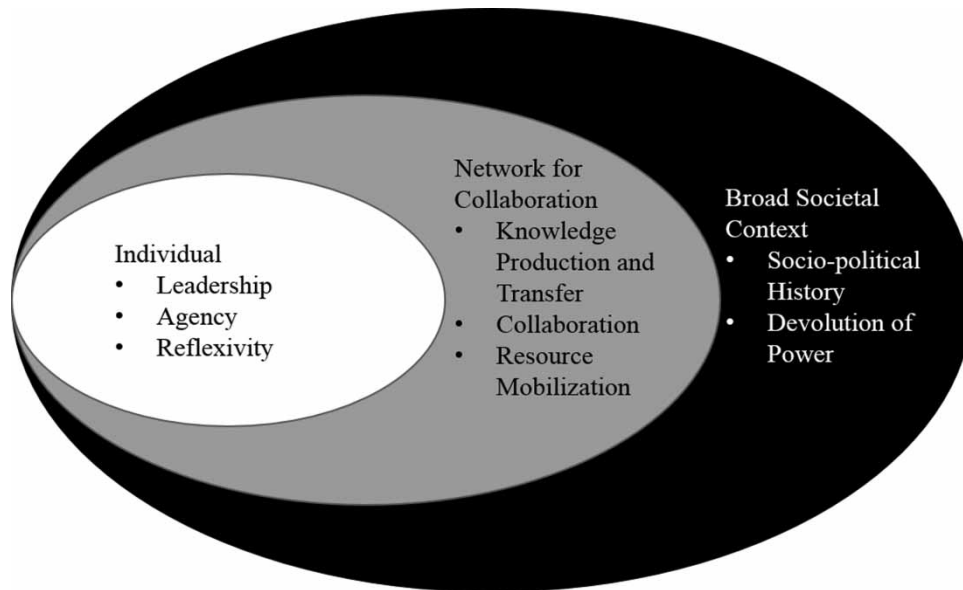 Individual
• Leadership
• Agency
• Reflexivity
Network for
Collaboration
• Knowledge
Production and
Transfer
• Collaboration
• Resource
Mobilization
Broad Societal
Context
• Socio-political
History
• Devolution of
Power